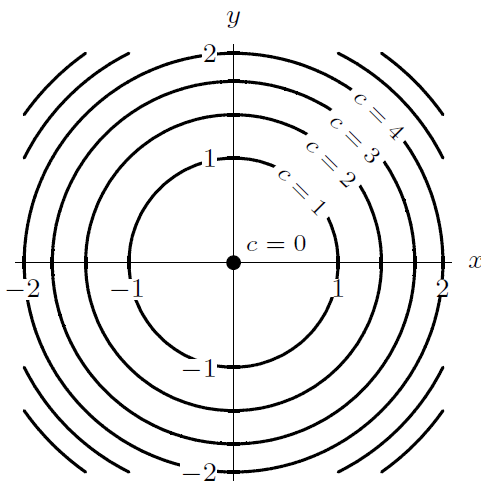 y
2
c = 4
c = 3
c = 2
1
c = 1
c = 0
x
−2
−1
1
2
−1
−2